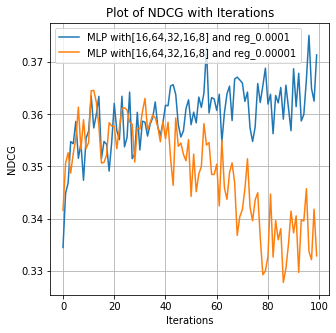 Plot of NDCG with Iterations
MLP with[16,64,32,16,8] and reg_0.0001
MLP with[16,64,32,16,8] and reg_0.00001
0.37
0.36
0.35
0.34
0.33
NDCG
0
20
40
60
80
100
Iterations